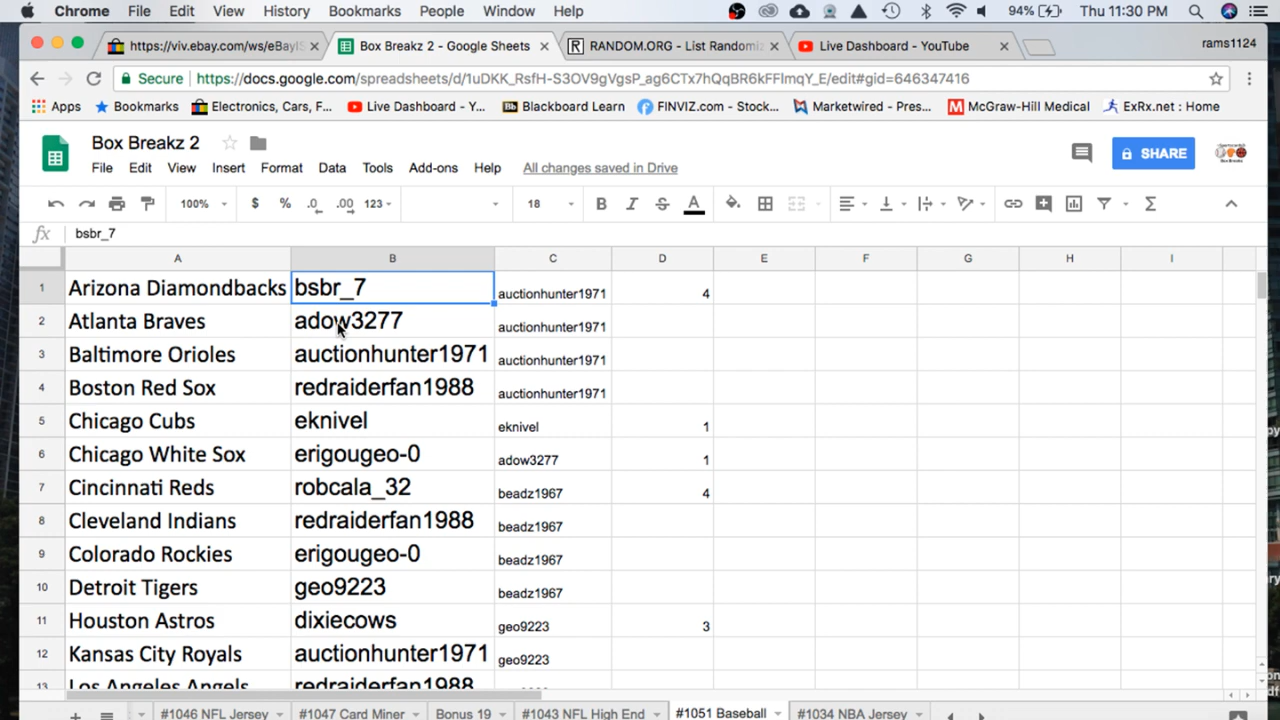 Chrome File Edit View History Bookmarks People Window Help 94% Thu 11:30 PM
https://viv.ebay.com/ws/eBayIS Box Breakz 2 - Google Sheets RANDOM.ORG - List Randomiz Live Dashboard - YouTube rams1124
Secure https://docs.google.com/spreadsheets/d/1uDKK_RsfH-S3OV9gVgsP_ag6CTx7hQqBR6kFFlmqY_E/edit#gid=646347416
Apps Bookmarks Electronics, Cars, F... Live Dashboard - Y... Bb Blackboard Learn FINVIZ.com - Stock... Marketwired - Pres... McGraw-Hill Medical ExRx.net : Home
Box Breakz 2
File Edit View Insert Format Data Tools Add-ons Help All changes saved in Drive SHARE
100% $ % .0 .00 123 18 B I S A
fx bsbr_7
A B C D E F G H I
1 Arizona Diamondbacks bsbr_7 auctionhunter1971 4
2 Atlanta Braves adow3277 auctionhunter1971
3 Baltimore Orioles auctionhunter1971 auctionhunter1971
4 Boston Red Sox redraiderfan1988 auctionhunter1971
5 Chicago Cubs eknivel eknivel 1
6 Chicago White Sox erigougeo-0 adow3277 1
7 Cincinnati Reds robcala_32 beadz1967 4
8 Cleveland Indians redraiderfan1988 beadz1967
9 Colorado Rockies erigougeo-0 beadz1967
10 Detroit Tigers geo9223 beadz1967
11 Houston Astros dixiecows geo9223 3
12 Kansas City Royals auctionhunter1971 geo9223
13 Los Angeles Angels redraiderfan1988
#1046 NFL Jersey #1047 Card Miner Bonus 19 #1043 NFL High End #1051 Baseball #1034 NBA Jersey